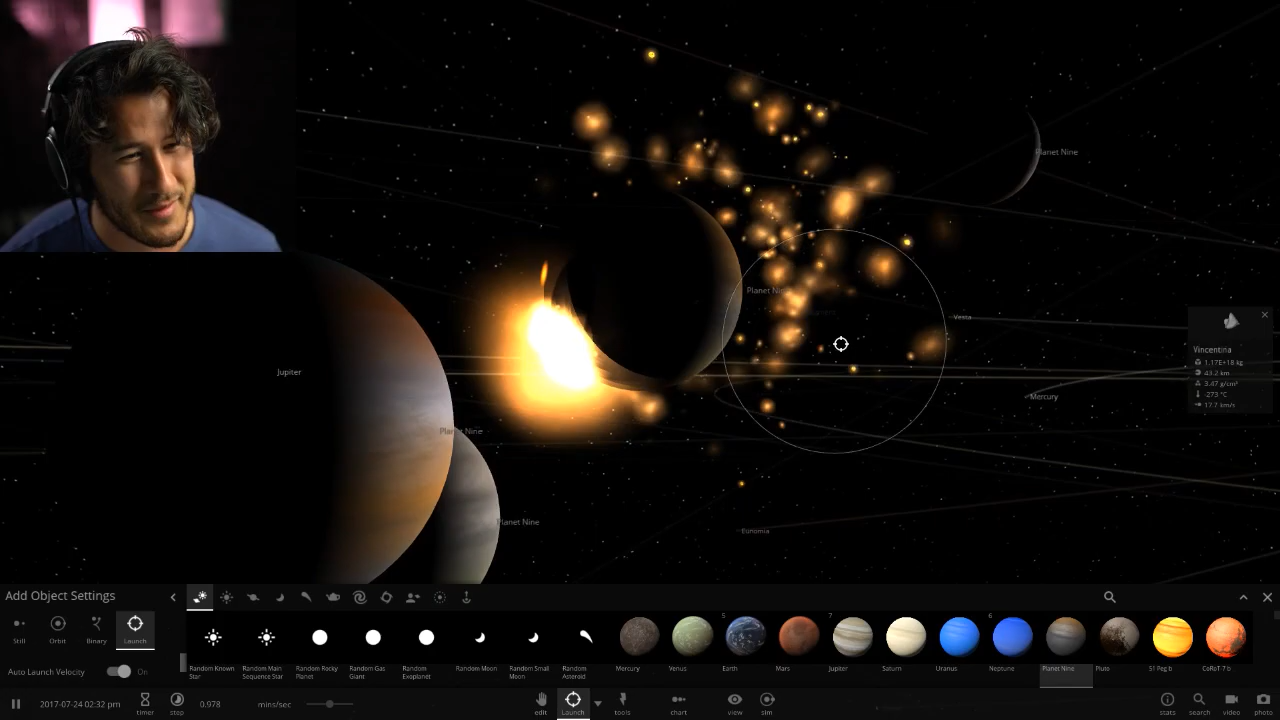 Planet Nine
Planet Nine
Vesta
Vincentina
1.17E+18 kg
43.2 km
3.47 g/cm³
-273 °C
17.7 km/s
Jupiter
Mercury
Planet Nine
Planet Nine
Eunomia
Add Object Settings
Still
Orbit
Binary
Launch
Auto Launch Velocity
On
5
7
6
Random Known Star
Random Main Sequence Star
Random Rocky Planet
Random Gas Giant
Random Exoplanet
Random Moon
Random Small Moon
Random Asteroid
Mercury
Venus
Earth
Mars
Jupiter
Saturn
Uranus
Neptune
Planet Nine
Pluto
51 Peg b
CoRoT-7 b
2017-07-24 02:32 pm
timer
step
0.978
mins/sec
edit
Launch
tools
chart
view
sim
stats
search
video
photo